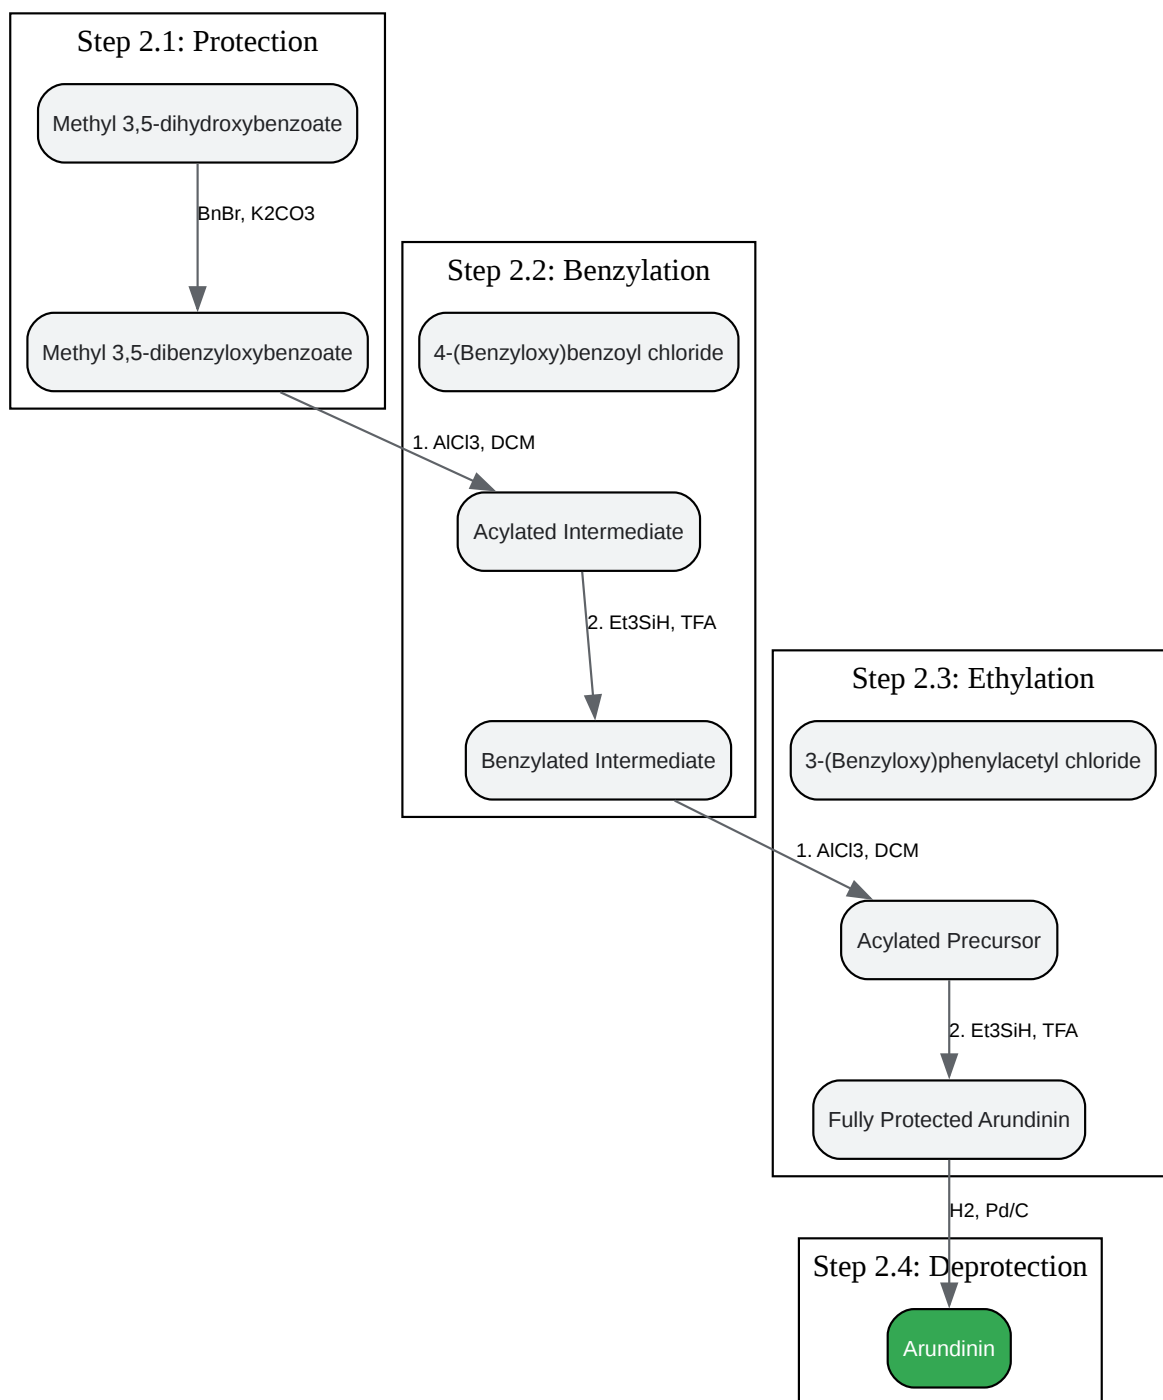 Step 2.1: Protection
Methyl 3,5-dihydroxybenzoate
BnBr, K2CO3
Methyl 3,5-dibenzyloxybenzoate
Step 2.2: Benzylation
4-(Benzyloxy)benzoyl chloride
1. AlCl3, DCM
Acylated Intermediate
2. Et3SiH, TFA
Benzylated Intermediate
Step 2.3: Ethylation
3-(Benzyloxy)phenylacetyl chloride
1. AlCl3, DCM
Acylated Precursor
2. Et3SiH, TFA
Fully Protected Arundinin
H2, Pd/C
Step 2.4: Deprotection
Arundinin